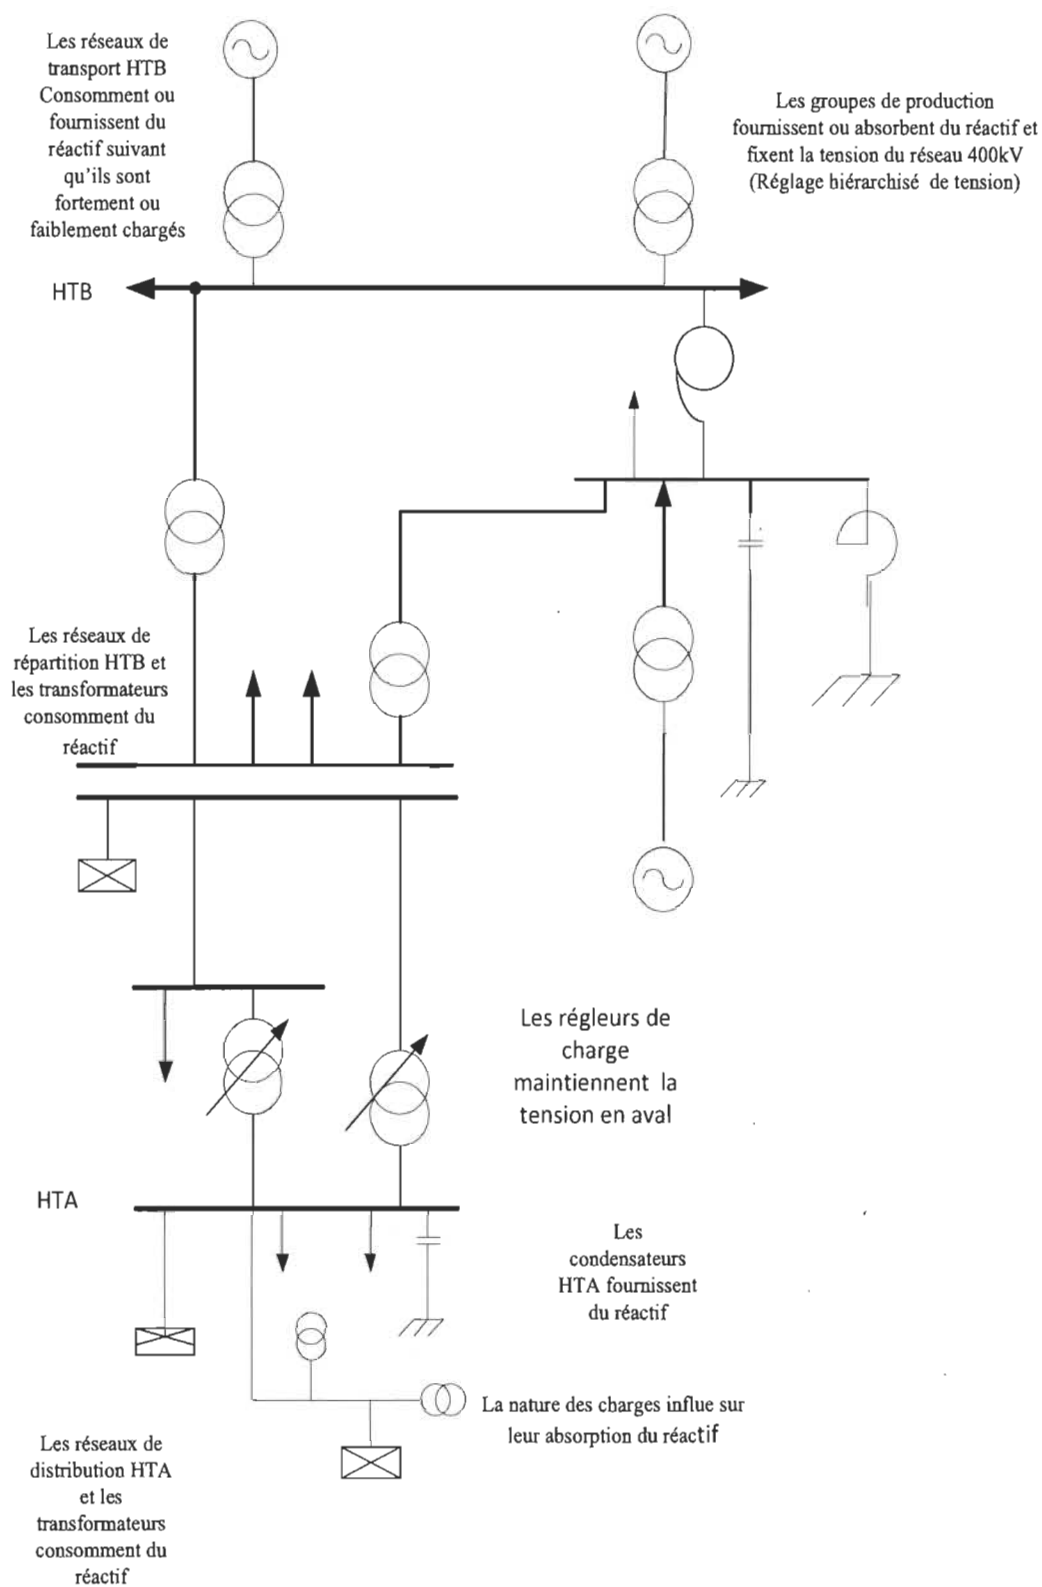 Les réseaux de
transport HTB
Consomment ou
fournissent du
réactif suivant
qu'ils sont
fortement ou
faiblement chargés
Les groupes de production
fournissent ou absorbent du réactif et
fixent la tension du réseau 400kV
(Réglage hiérarchisé de tension)
HTB
Les réseaux de
répartition HTB et
les transformateurs
consomment du
réactif
Les régleurs de
charge
maintiennent la
tension en aval
HTA
Les
condensateurs
HTA fournissent
du réactif
La nature des charges influe sur
leur absorption du réactif
Les réseaux de
distribution HTA
et les
transformateurs
consomment du
réactif